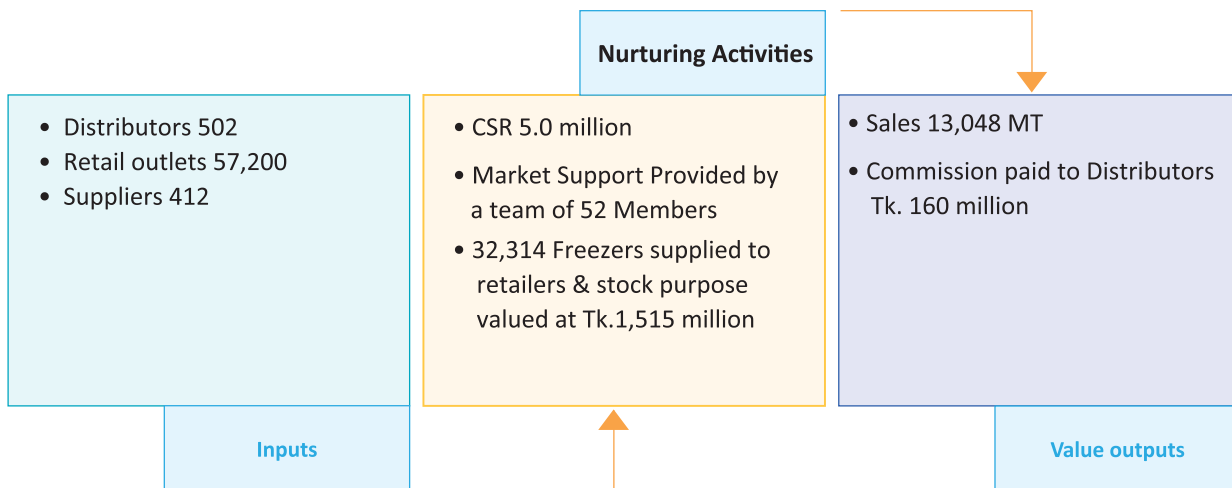 Nurturing Activities
• Distributors 502
• Retail outlets 57,200
• Suppliers 412
Inputs
• CSR 5.0 million
• Market Support Provided by
a team of 52 Members
• 32,314 Freezers supplied to
retailers & stock purpose
valued at Tk.1,515 million
• Sales 13,048 MT
• Commission paid to Distributors
Tk. 160 million
Value outputs